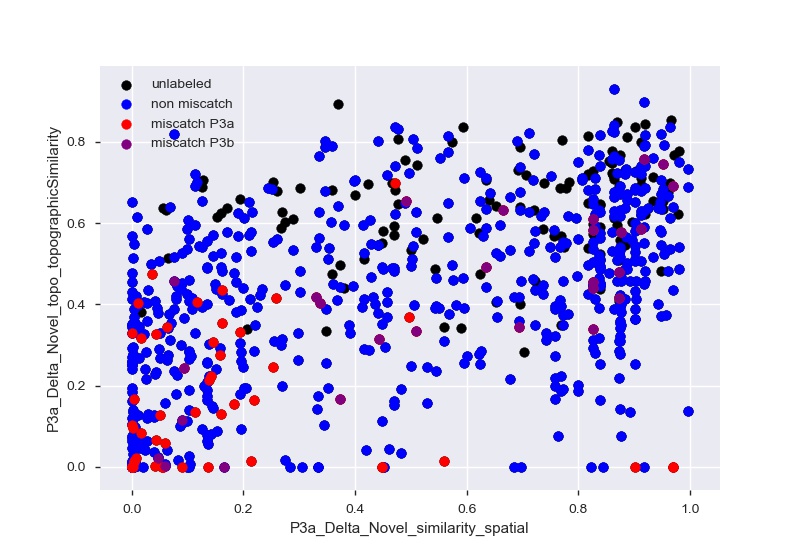 unlabeled
non miscatch
miscatch P3a
miscatch P3b
P3a_Delta_Novel_topo_topographicSimilarity
0.8
0.6
0.4
0.2
0.0
0.0 0.2 0.4 0.6 0.8 1.0
P3a_Delta_Novel_similarity_spatial